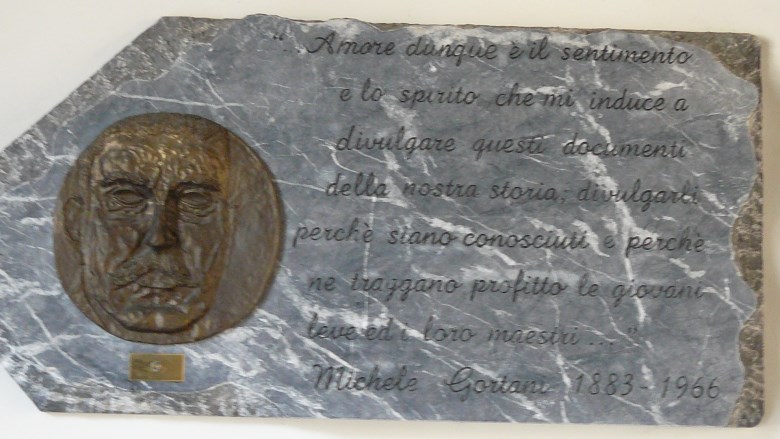 "... Amore dunque è il sentimento
e lo spirito che mi induce a
divulgare questi documenti
della nostra storia; divulgarli
perchè siano conosciuti e perchè
ne traggano profitto le giovani
leve ed i loro maestri ..."
Michele Gortani 1883-1966